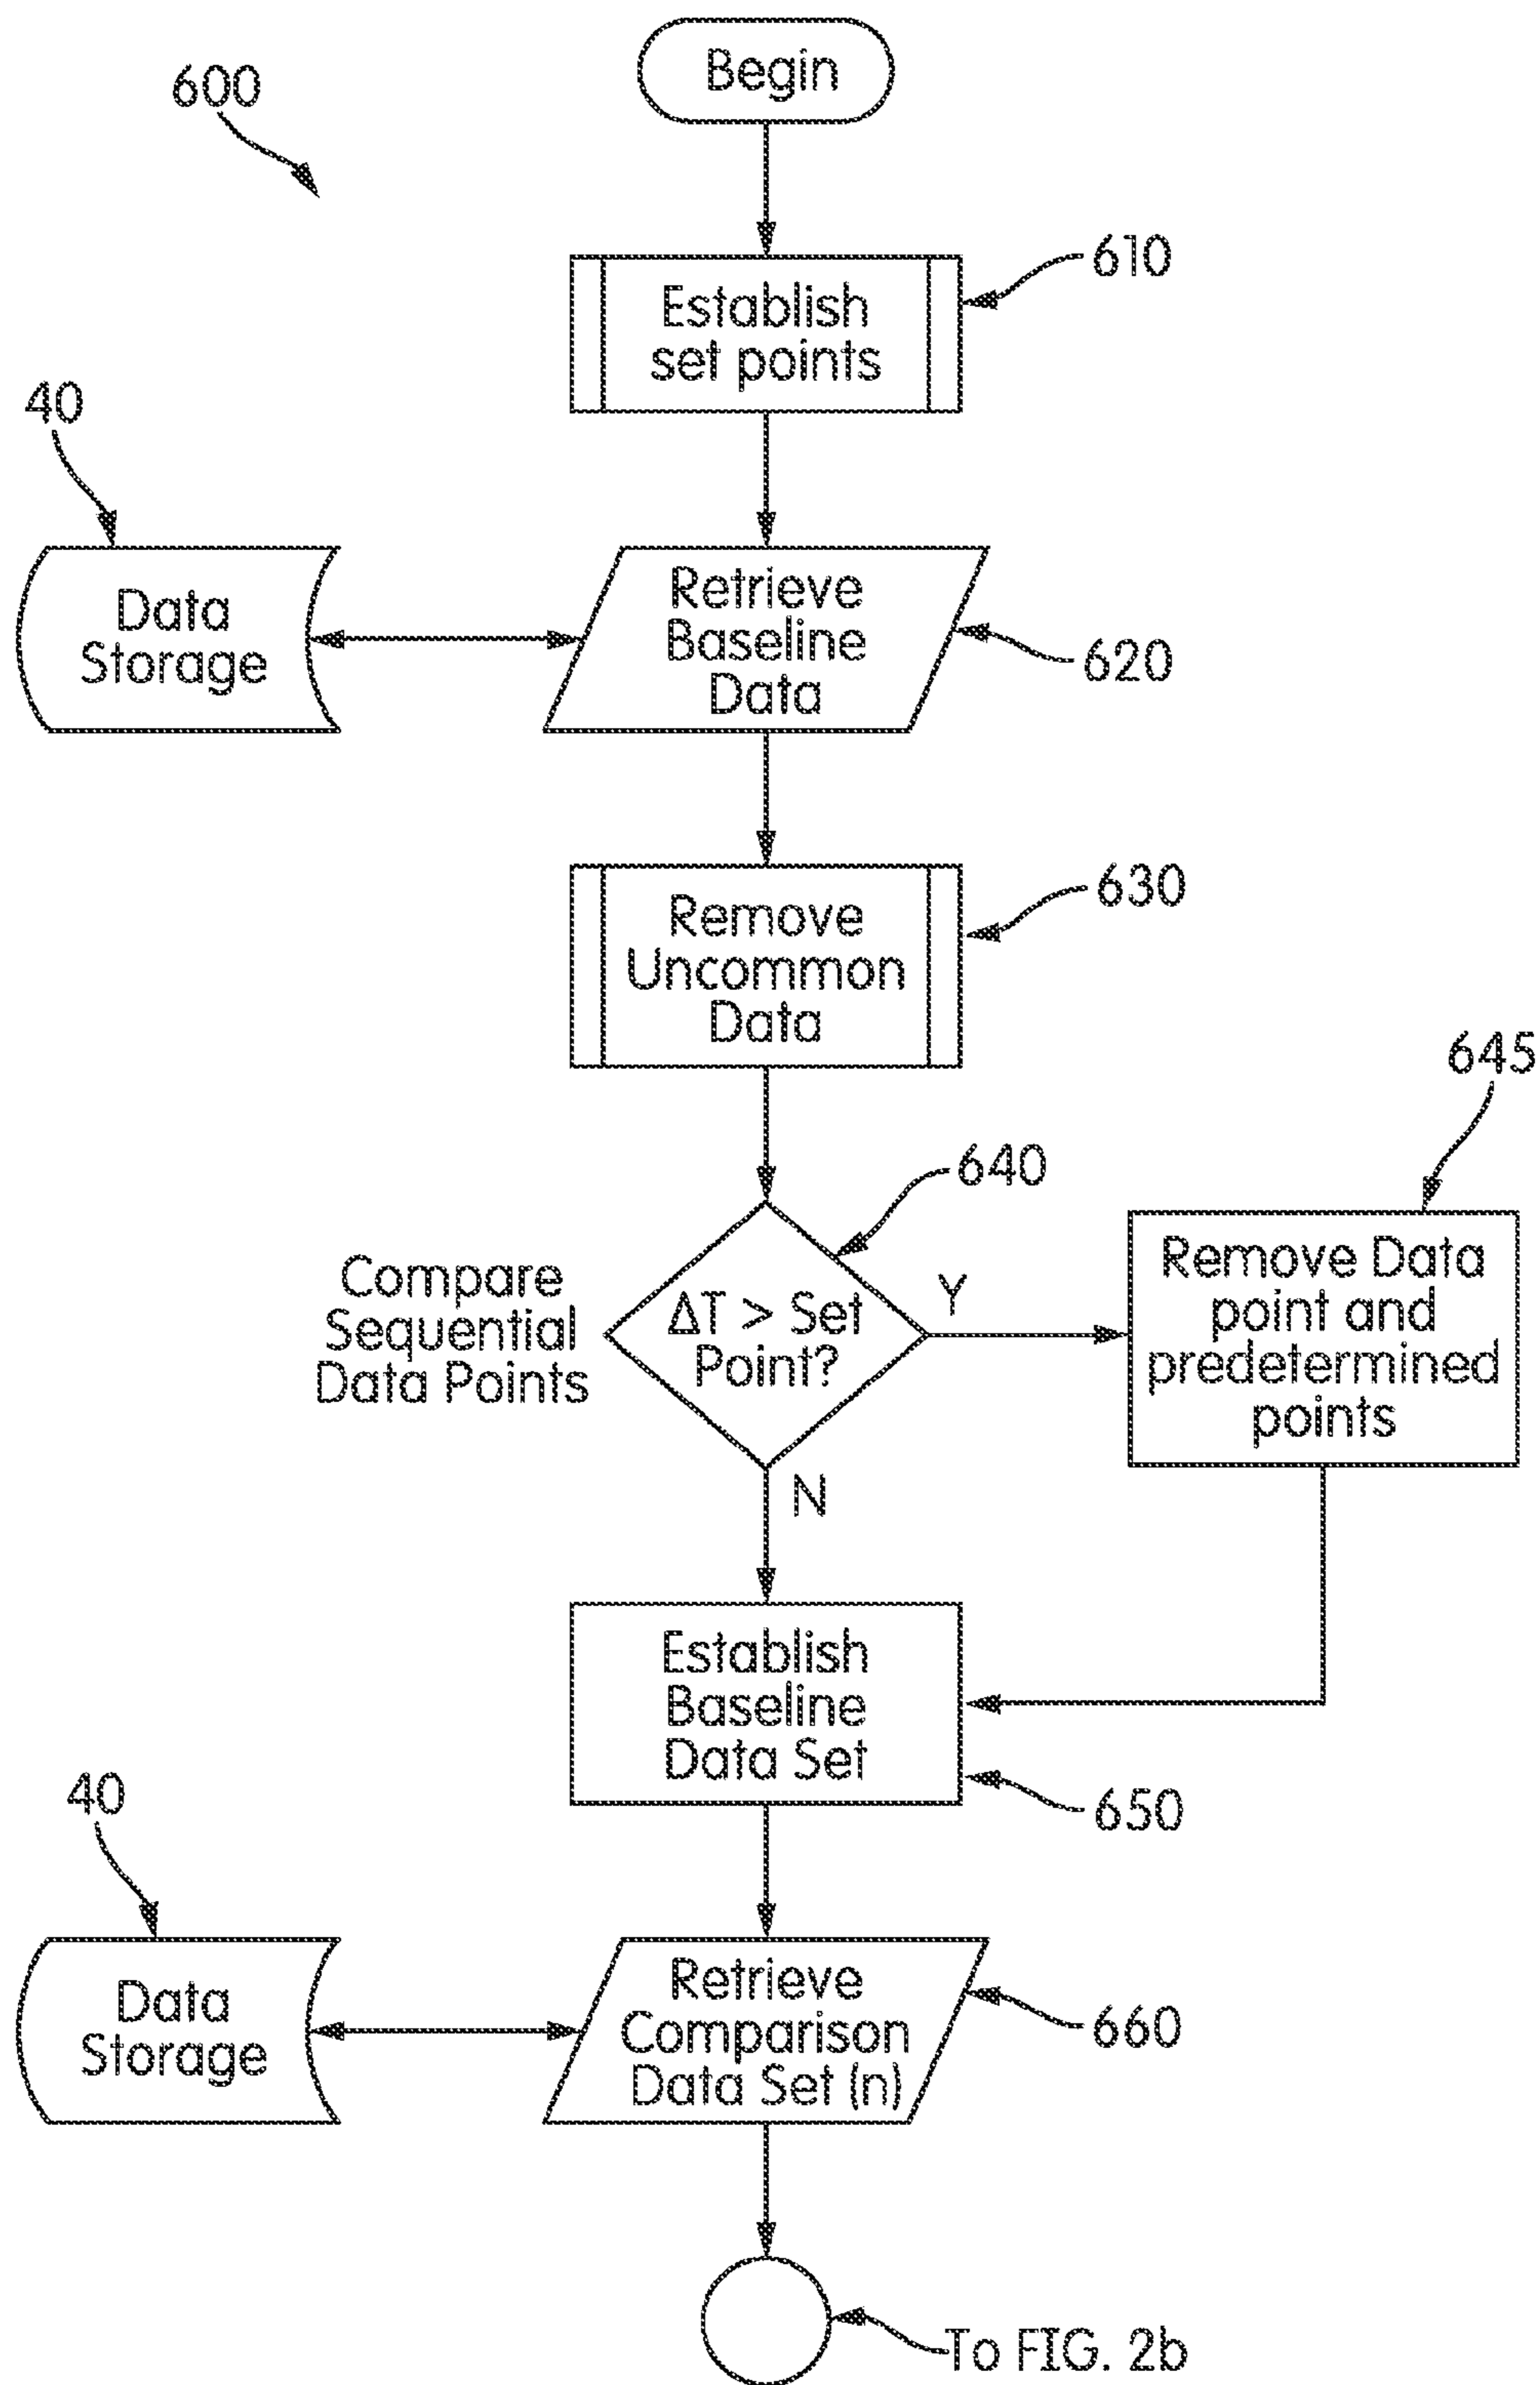 Begin
600
610
Establish
set points
40
Data
Storage
Retrieve
Baseline
Data
620
630
Remove
Uncommon
Data
645
640
Compare
Sequential
Data Points
ΔT > Set
Point?
Y
Remove Data
point and
predetermined
points
N
Establish
Baseline
Data Set
650
40
Data
Storage
Retrieve
Comparison
Data Set (n)
660
To FIG. 2b